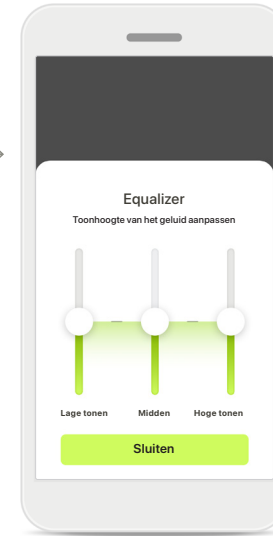 Equalizer
Toonhoogte van het geluid aanpassen
Lage tonen Midden Hoge tonen
Sluiten